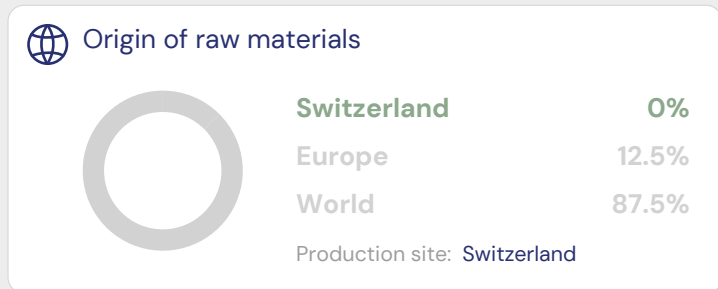 Origin of raw materials
Switzerland 0%
Europe 12.5%
World 87.5%
Production site: Switzerland